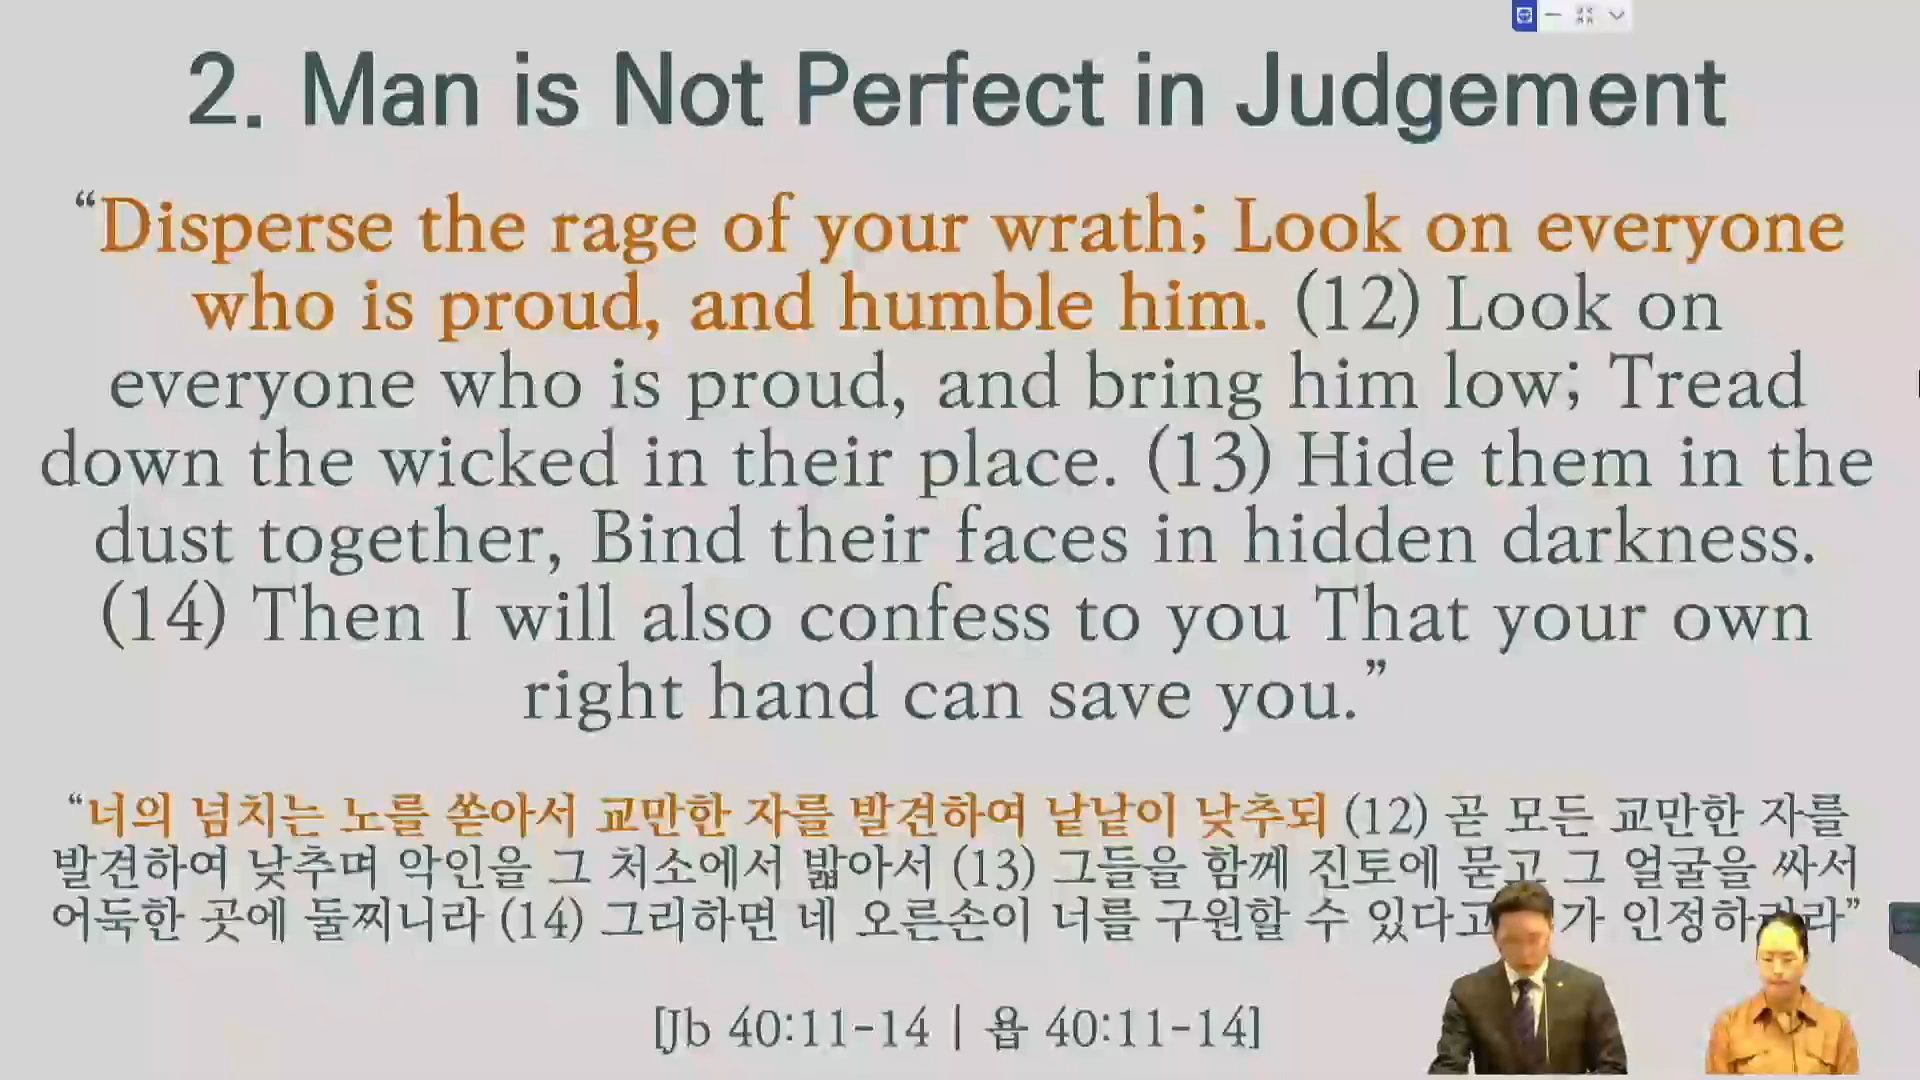 2. Man is Not Perfect in Judgement
“Disperse the rage of your wrath; Look on everyone
who is proud, and humble him. (12) Look on
everyone who is proud, and bring him low; Tread
down the wicked in their place. (13) Hide them in the
dust together, Bind their faces in hidden darkness.
(14) Then I will also confess to you That your own
right hand can save you.”
“너의 넘치는 노를 쏟아서 교만한 자를 발견하여 낱낱이 낮추되 (12) 곧 모든 교만한 자를
발견하여 낮추며 악인을 그 처소에서 밟아서 (13) 그들을 함께 진토에 묻고 그 얼굴을 싸서
어둑한 곳에 둘찌니라 (14) 그리하면 네 오른손이 너를 구원할 수 있다고 가 인정하리라”
[Jb 40:11-14 | 욥 40:11-14]